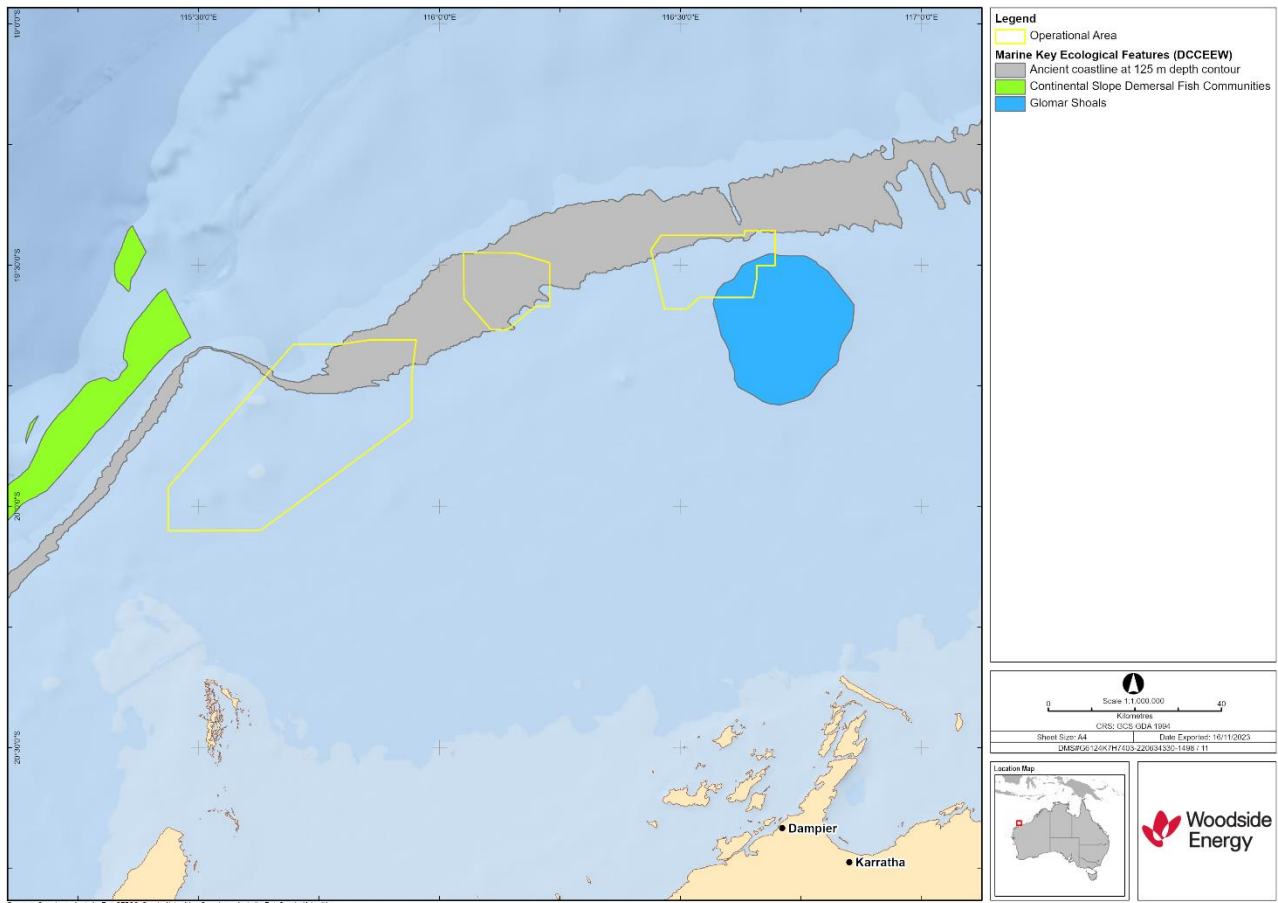 115°30'0"E 116°0'0"E 116°30'0"E 117°0'0"E
19°30'0"S
20°0'0"S
20°30'0"S
Dampier
Karratha
Legend
Operational Area
Marine Key Ecological Features (DCCEEW)
Ancient coastline at 125 m depth contour
Continental Slope Demersal Fish Communities
Glomar Shoals
Scale 1:1,000,000
0 40
Kilometres
CRS: GCS GDA 1994
Sheet Size: A4 Date Exported: 16/11/2023
Location Map
Woodside
Energy